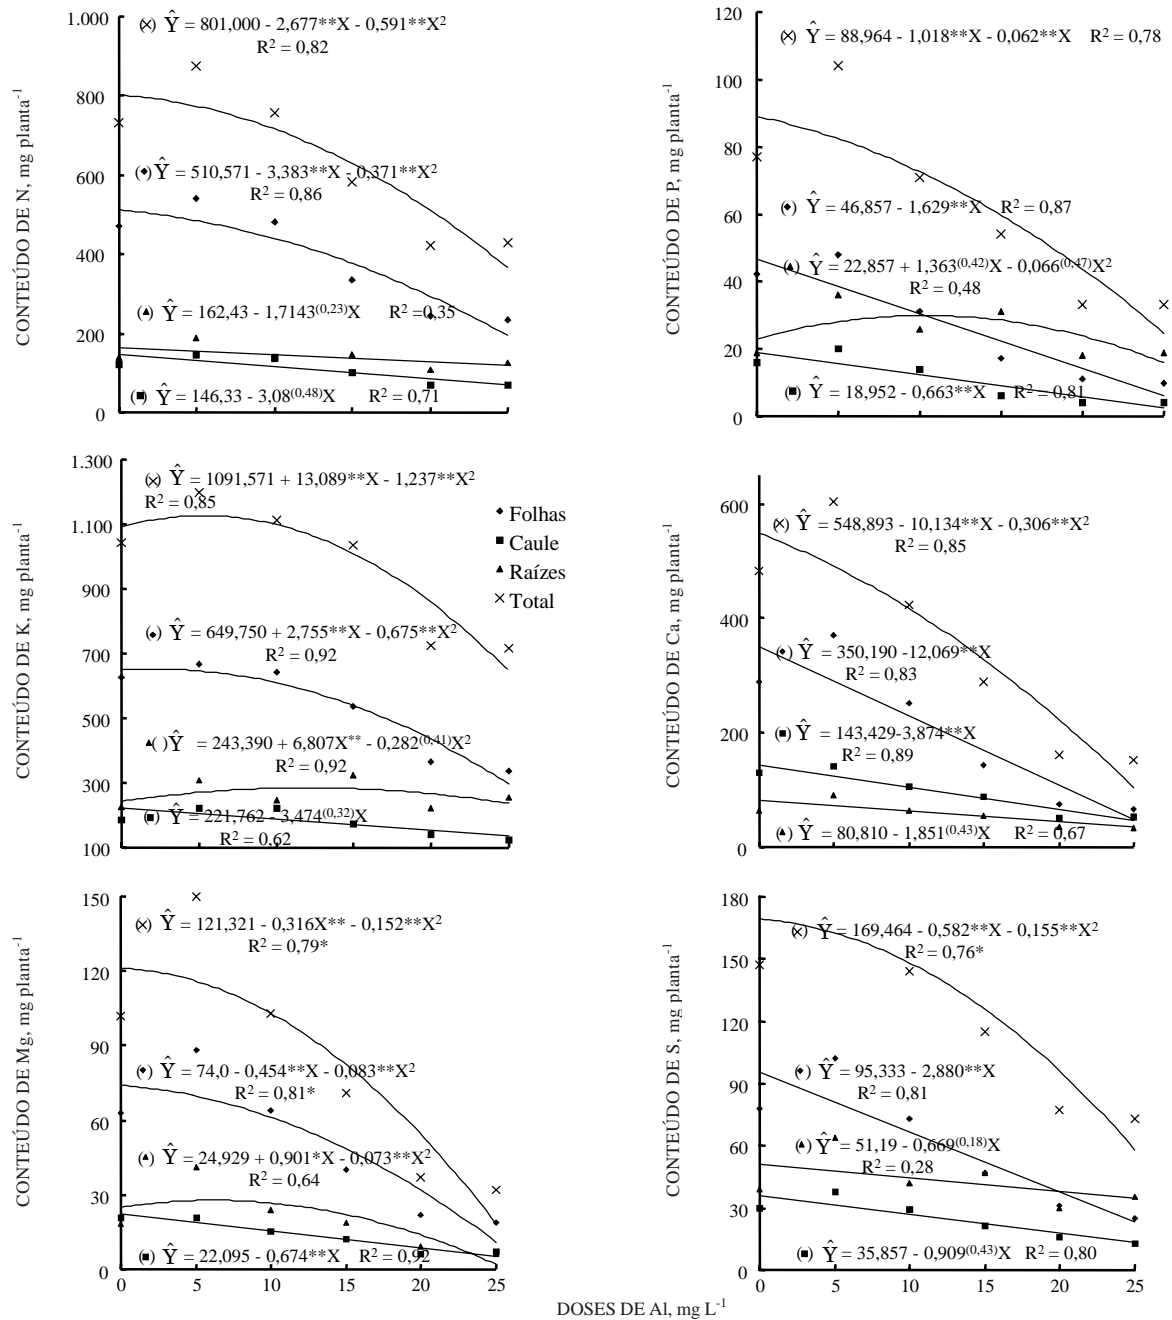 CONTEÚDO DE N, mg planta⁻¹
1.000
800
600
400
200
0
(×) Ŷ = 801,000 - 2,677**X - 0,591**X²
R² = 0,82
(♦) Ŷ = 510,571 - 3,383**X - 0,371**X²
R² = 0,86
(▲) Ŷ = 162,43 - 1,7143⁽⁰,²³⁾X R² = 0,35
(■) Ŷ = 146,33 - 3,08⁽⁰,⁴⁸⁾X R² = 0,71
CONTEÚDO DE P, mg planta⁻¹
120
100
80
60
40
20
0
(×) Ŷ = 88,964 - 1,018**X - 0,062**X² R² = 0,78
(♦) Ŷ = 46,857 - 1,629**X R² = 0,87
(▲) Ŷ = 22,857 + 1,363⁽⁰,⁴²⁾X - 0,066⁽⁰,⁴⁷⁾X²
R² = 0,48
(■) Ŷ = 18,952 - 0,663**X R² = 0,81
CONTEÚDO DE K, mg planta⁻¹
1.300
1.100
900
700
500
300
100
(×) Ŷ = 1091,571 + 13,089**X - 1,237**X²
R² = 0,85
(♦) Ŷ = 649,750 + 2,755**X - 0,675**X²
R² = 0,92
▲( ) Ŷ = 243,390 + 6,807X** - 0,282⁽⁰,⁴¹⁾X²
R² = 0,92
(■) Ŷ = 221,762 - 3,474⁽⁰,³²⁾X
R² = 0,62
♦ Folhas
■ Caule
▲ Raízes
× Total
CONTEÚDO DE Ca, mg planta⁻¹
600
400
200
0
(×) Ŷ = 548,893 - 10,134**X - 0,306**X²
R² = 0,85
(♦) Ŷ = 350,190 -12,069**X
R² = 0,83
(■) Ŷ = 143,429-3,874**X
R² = 0,89
(▲) Ŷ = 80,810 - 1,851⁽⁰,⁴³⁾X R² = 0,67
CONTEÚDO DE Mg, mg planta⁻¹
150
120
90
60
30
0
(×) Ŷ = 121,321 - 0,316X** - 0,152**X²
R² = 0,79*
(♦) Ŷ = 74,0 - 0,454**X - 0,083**X²
R² = 0,81*
(▲) Ŷ = 24,929 + 0,901*X - 0,073**X²
R² = 0,64
(■) Ŷ = 22,095 - 0,674**X R² = 0,92
0 5 10 15 20 25
CONTEÚDO DE S, mg planta⁻¹
180
150
120
90
60
30
0
(×) Ŷ = 169,464 - 0,582**X - 0,155**X²
R² = 0,76*
(♦) Ŷ = 95,333 - 2,880**X
R² = 0,81
(▲) Ŷ = 51,19 - 0,669⁽⁰,¹⁸⁾X
R² = 0,28
(■) Ŷ = 35,857 - 0,909⁽⁰,⁴³⁾X R² = 0,80
0 5 10 15 20 25
DOSES DE Al, mg L⁻¹